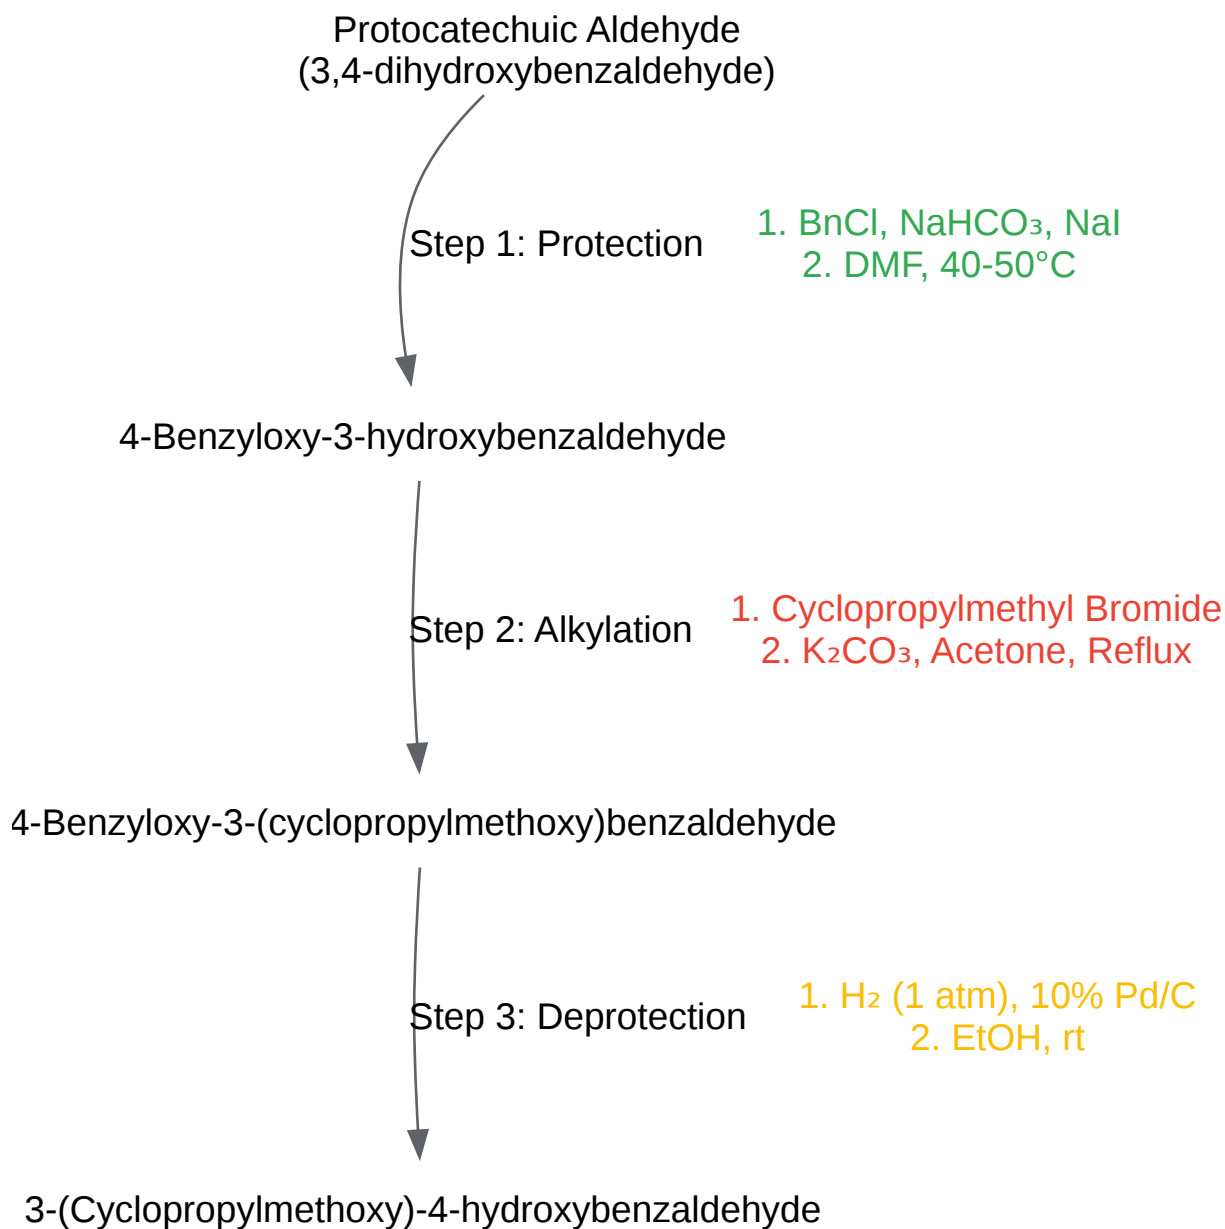 Protocatechuic Aldehyde
(3,4-dihydroxybenzaldehyde)
Step 1: Protection
1. BnCl, NaHCO₃, NaI
2. DMF, 40-50°C
4-Benzyloxy-3-hydroxybenzaldehyde
Step 2: Alkylation
1. Cyclopropylmethyl Bromide
2. K₂CO₃, Acetone, Reflux
4-Benzyloxy-3-(cyclopropylmethoxy)benzaldehyde
Step 3: Deprotection
1. H₂ (1 atm), 10% Pd/C
2. EtOH, rt
3-(Cyclopropylmethoxy)-4-hydroxybenzaldehyde